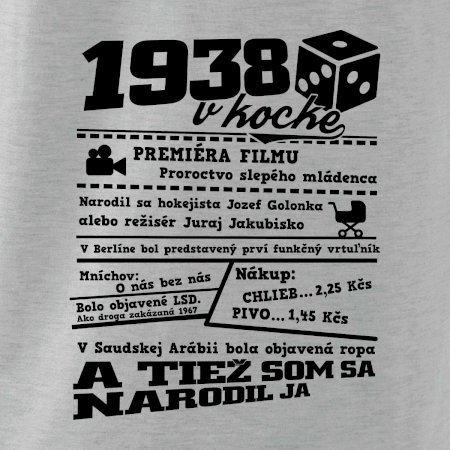 1938
v kocke
PREMIÉRA FILMU
Proroctvo slepého mládenca
Narodil sa hokejista Jozef Golonka
alebo režisér Juraj Jakubisko
V Berlíne bol predstavený prví funkčný vrtuľník
Mníchov:
O nás bez nás
Bolo objavené LSD.
Ako droga zakázaná 1967
Nákup:
CHLIEB... 2,25 Kčs
PIVO... 1,45 Kčs
V Saudskej Arábii bola objavená ropa
A TIEŽ SOM SA
NARODIL JA